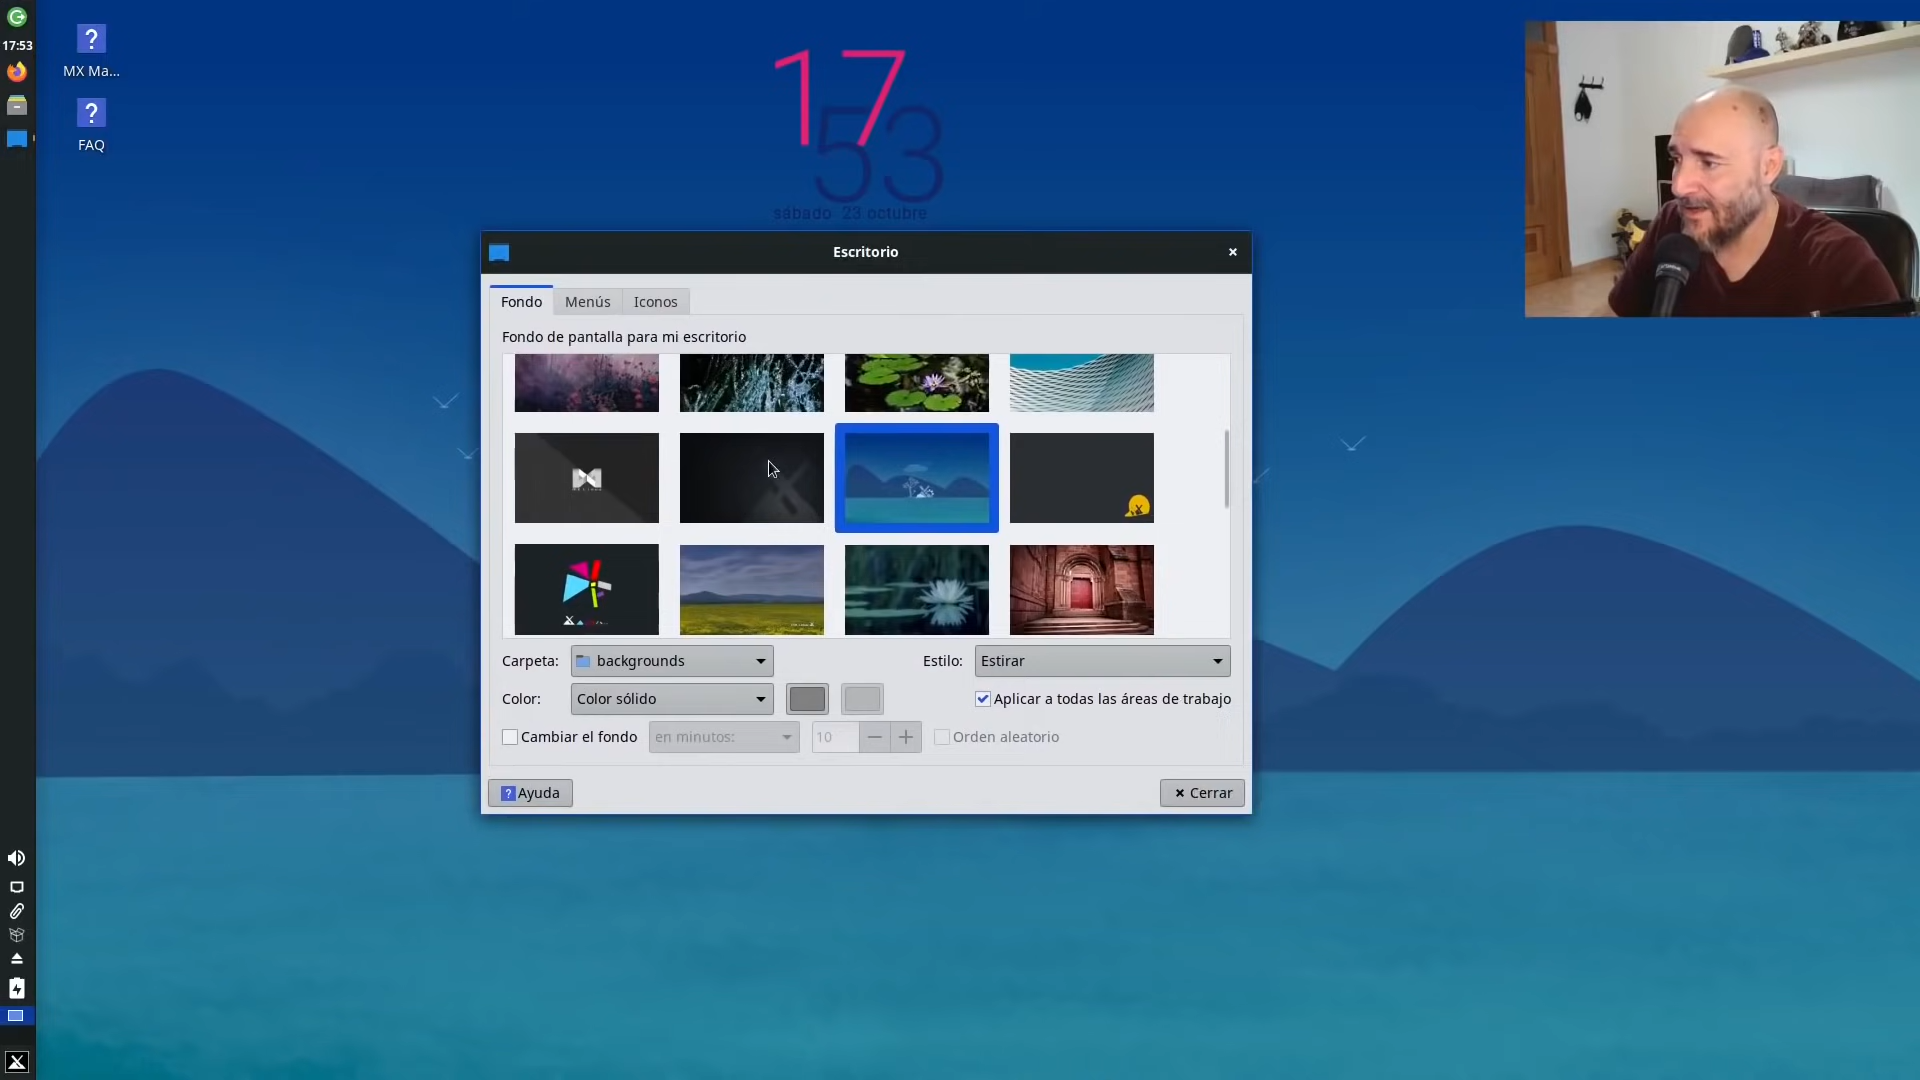 17:53
MX Ma...
FAQ
17
53
sábado 23 octubre
Escritorio
Fondo
Menús
Iconos
Fondo de pantalla para mi escritorio
Carpeta:
backgrounds
Estilo:
Estirar
Color:
Color sólido
Aplicar a todas las áreas de trabajo
Cambiar el fondo
en minutos:
10
Orden aleatorio
Ayuda
Cerrar